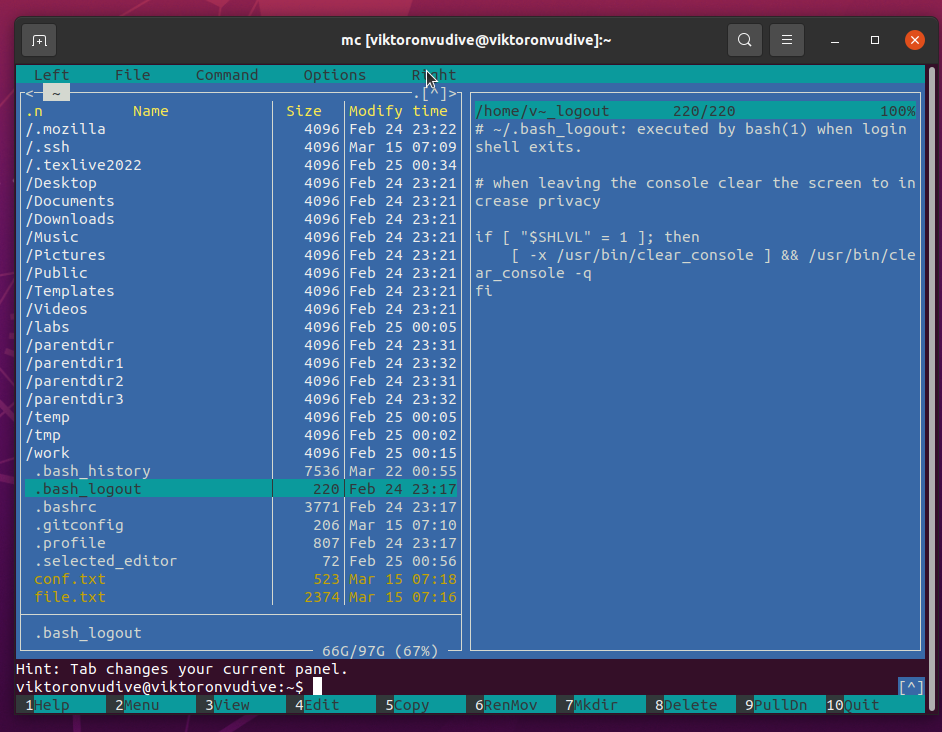 mc [viktoronvudive@viktoronvudive]:~
Left File Command Options Right
<─ ~ .[^]>
.n Name Size Modify time
/.mozilla 4096 Feb 24 23:22
/.ssh 4096 Mar 15 07:09
/.texlive2022 4096 Feb 25 00:34
/Desktop 4096 Feb 24 23:21
/Documents 4096 Feb 24 23:21
/Downloads 4096 Feb 24 23:21
/Music 4096 Feb 24 23:21
/Pictures 4096 Feb 24 23:21
/Public 4096 Feb 24 23:21
/Templates 4096 Feb 24 23:21
/Videos 4096 Feb 24 23:21
/labs 4096 Feb 25 00:05
/parentdir 4096 Feb 24 23:31
/parentdir1 4096 Feb 24 23:32
/parentdir2 4096 Feb 24 23:31
/parentdir3 4096 Feb 24 23:32
/temp 4096 Feb 25 00:05
/tmp 4096 Feb 25 00:02
/work 4096 Feb 25 00:15
.bash_history 7536 Mar 22 00:55
.bash_logout 220 Feb 24 23:17
.bashrc 3771 Feb 24 23:17
.gitconfig 206 Mar 15 07:10
.profile 807 Feb 24 23:17
.selected_editor 72 Feb 25 00:56
conf.txt 523 Mar 15 07:18
file.txt 2374 Mar 15 07:16
.bash_logout
66G/97G (67%)
/home/v~_logout 220/220 100%
# ~/.bash_logout: executed by bash(1) when login
shell exits.
# when leaving the console clear the screen to in
crease privacy
if [ "$SHLVL" = 1 ]; then
[ -x /usr/bin/clear_console ] && /usr/bin/cle
ar_console -q
fi
Hint: Tab changes your current panel.
viktoronvudive@viktoronvudive:~$ [^]
1Help 2Menu 3View 4Edit 5Copy 6RenMov 7Mkdir 8Delete 9PullDn 10Quit